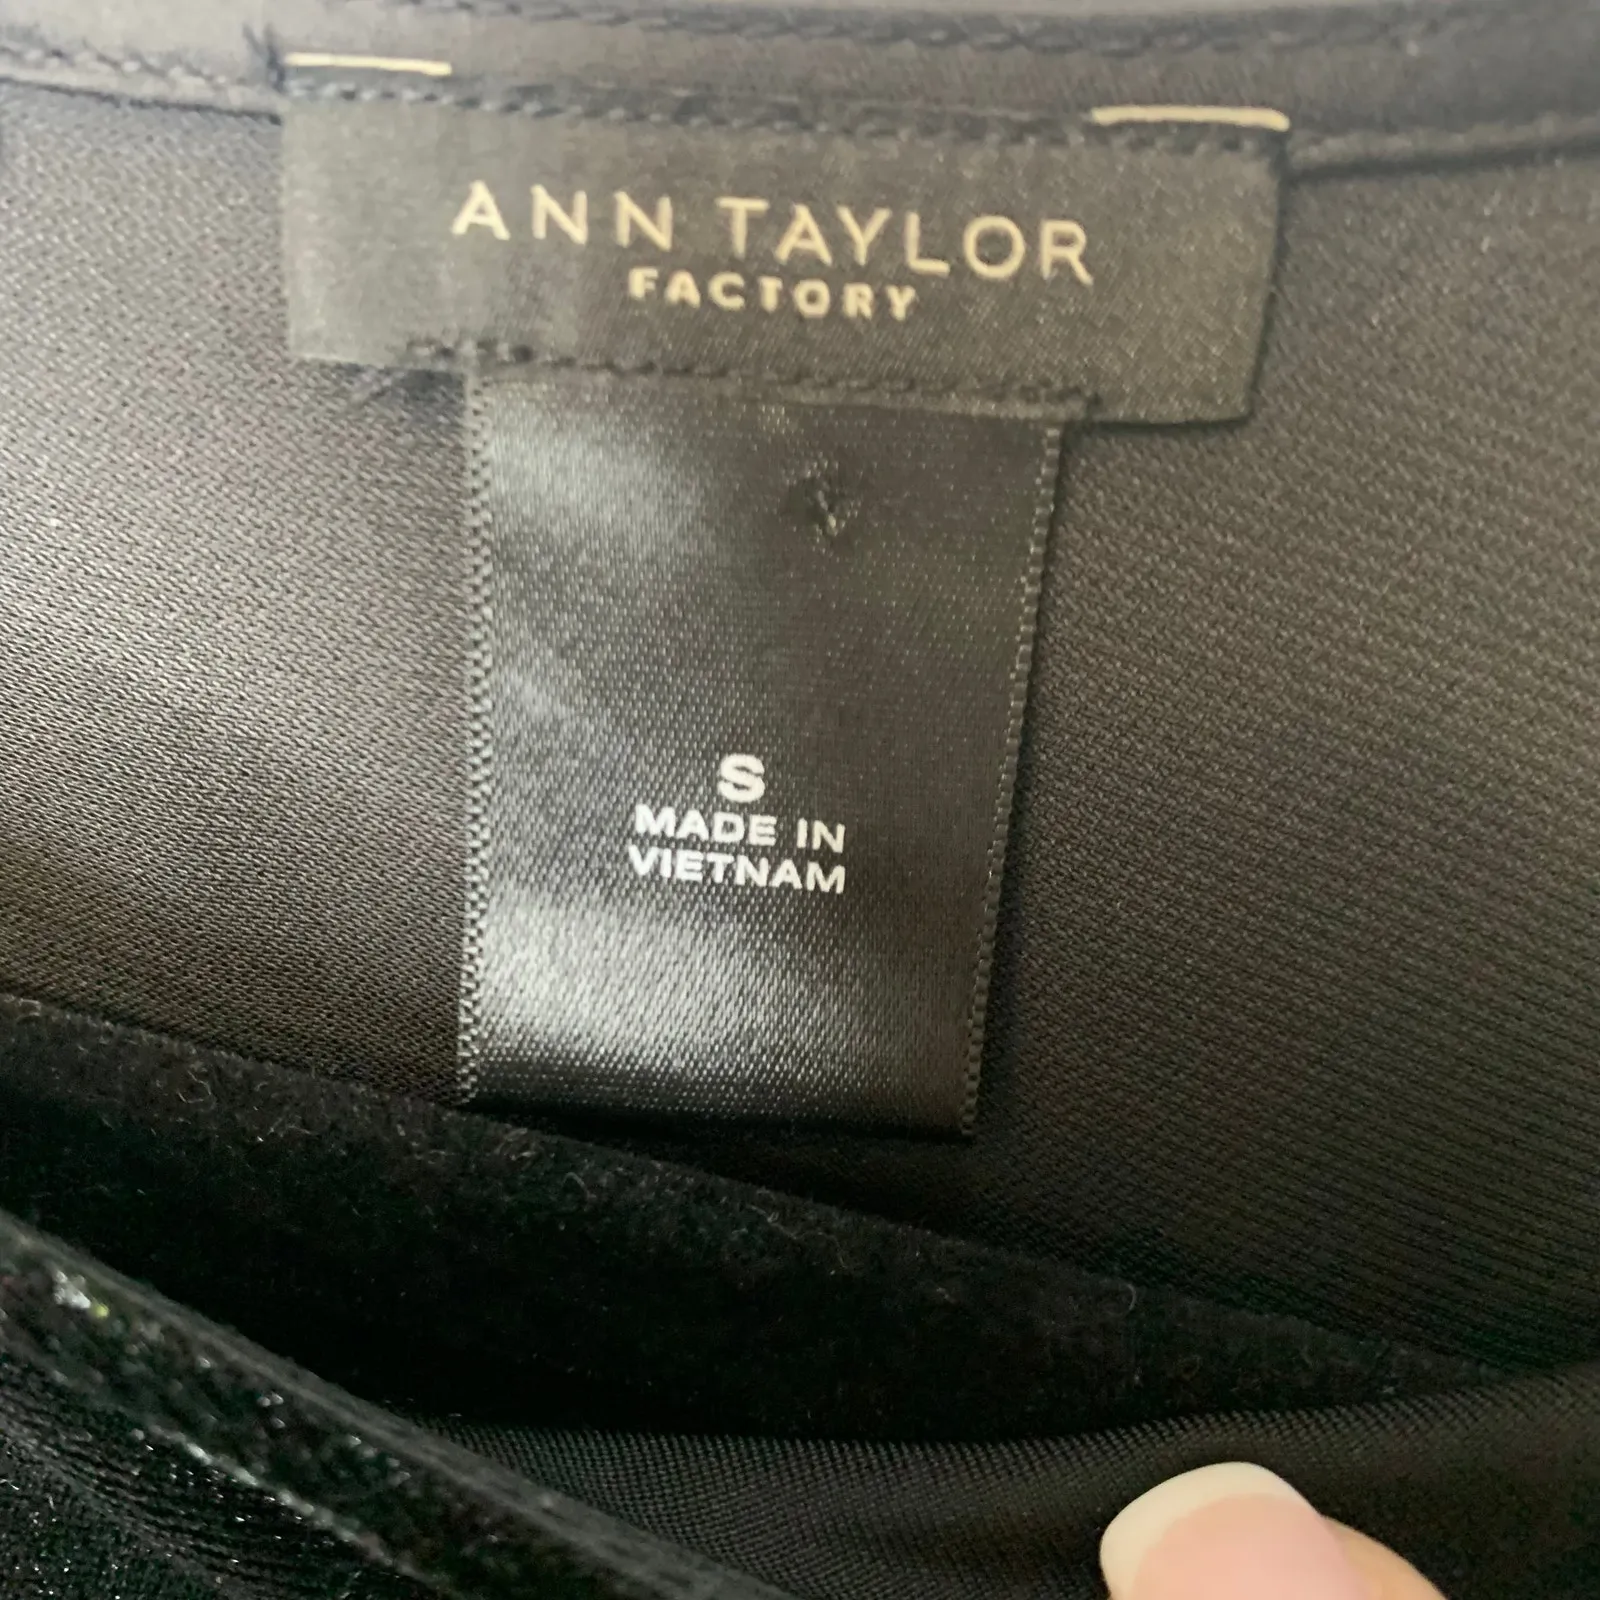 ANN TAYLOR
FACTORY
S
MADE IN
VIETNAM